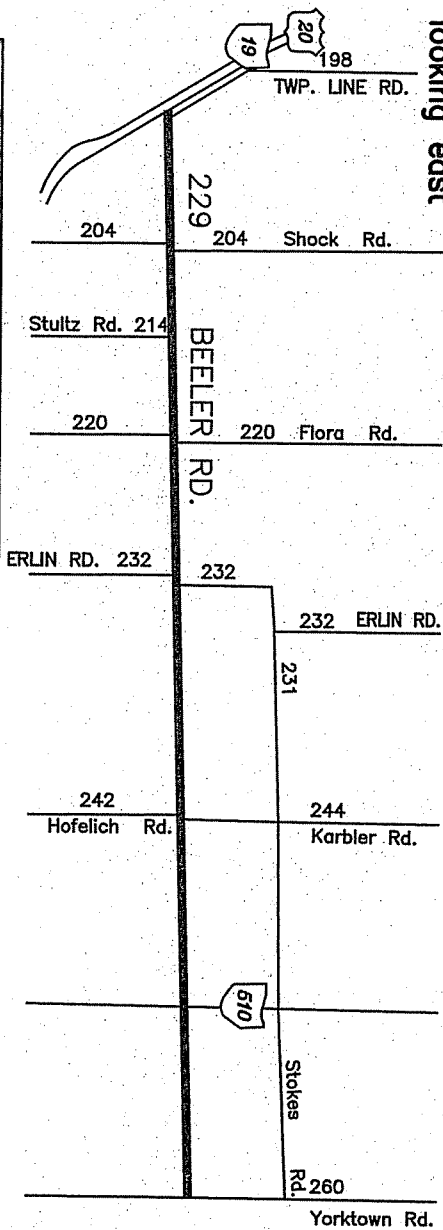 looking east
20
19
198
TWP. LINE RD.
229
204
204 Shock Rd.
Stultz Rd. 214
BEELER RD.
220
220 Flora Rd.
ERLIN RD. 232
232
232 ERLIN RD.
231
242
Hofelich Rd.
244
Karbler Rd.
510
Stokes Rd.
260
Yorktown Rd.